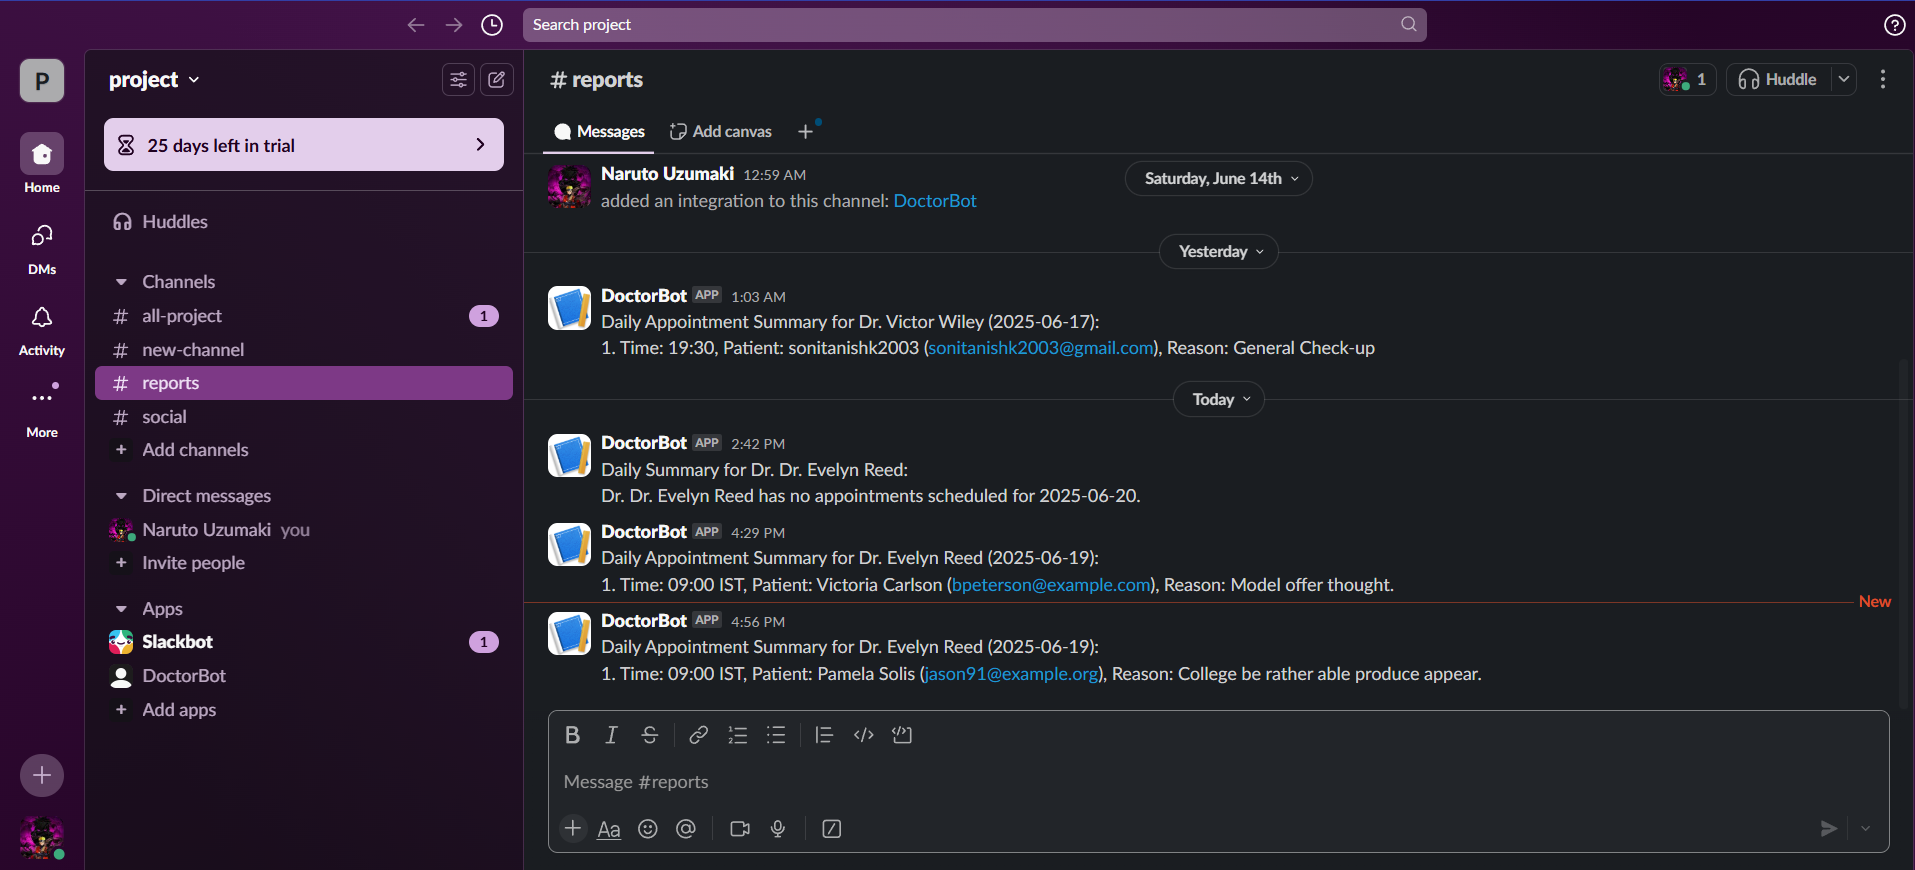 Search project
P
project
25 days left in trial
Home
DMs
Activity
More
Huddles
Channels
# all-project 1
# new-channel
# reports
# social
+ Add channels
Direct messages
Naruto Uzumaki you
+ Invite people
Apps
Slackbot 1
DoctorBot
+ Add apps
# reports
1
Huddle
Messages
Add canvas
+
Naruto Uzumaki 12:59 AM
added an integration to this channel: DoctorBot
Saturday, June 14th
Yesterday
DoctorBot APP 1:03 AM
Daily Appointment Summary for Dr. Victor Wiley (2025-06-17):
1. Time: 19:30, Patient: sonitanishk2003 (sonitanishk2003@gmail.com), Reason: General Check-up
Today
DoctorBot APP 2:42 PM
Daily Summary for Dr. Dr. Evelyn Reed:
Dr. Dr. Evelyn Reed has no appointments scheduled for 2025-06-20.
DoctorBot APP 4:29 PM
Daily Appointment Summary for Dr. Evelyn Reed (2025-06-19):
1. Time: 09:00 IST, Patient: Victoria Carlson (bpeterson@example.com), Reason: Model offer thought.
New
DoctorBot APP 4:56 PM
Daily Appointment Summary for Dr. Evelyn Reed (2025-06-19):
1. Time: 09:00 IST, Patient: Pamela Solis (jason91@example.org), Reason: College be rather able produce appear.
B I S
Message #reports
+ Aa @